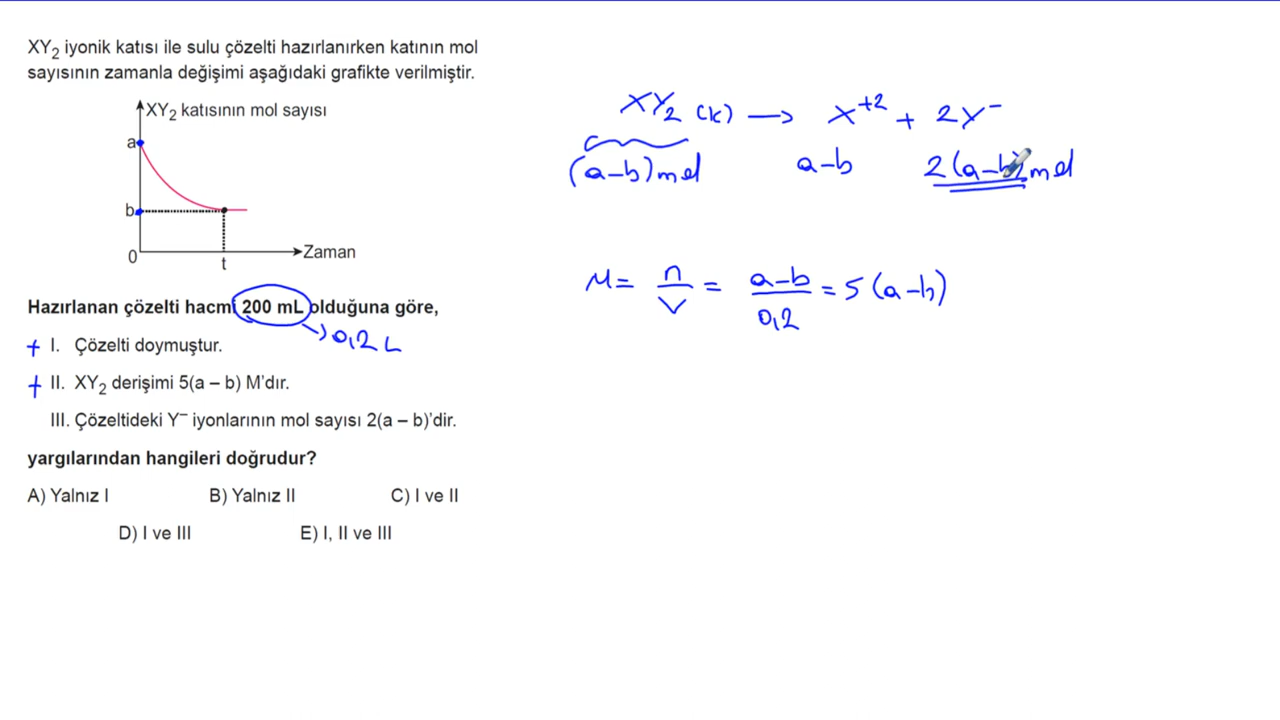 XY₂ iyonik katısı ile sulu çözelti hazırlanırken katının mol
sayısının zamanla değişimi aşağıdaki grafikte verilmiştir.
XY₂ katısının mol sayısı
a
b
0
t
Zaman
Hazırlanan çözelti hacmi 200 mL olduğuna göre,
→ 0,2 L
+ I. Çözelti doymuştur.
+ II. XY₂ derişimi 5(a – b) M'dır.
III. Çözeltideki Y⁻ iyonlarının mol sayısı 2(a – b)'dir.
yargılarından hangileri doğrudur?
A) Yalnız I B) Yalnız II C) I ve II
D) I ve III E) I, II ve III
XY₂ (k) → X⁺² + 2Y⁻
(a–b) mol a–b 2(a–b) mol
M = n/V = a–b/0,2 = 5(a–b)